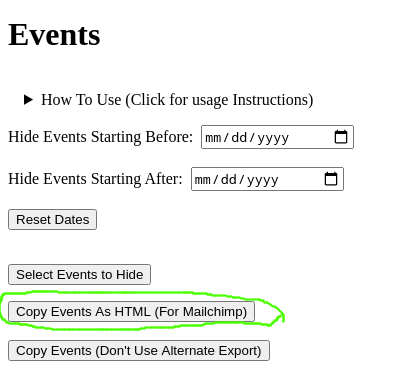 Events
▶ How To Use (Click for usage Instructions)
Hide Events Starting Before: mm/dd/yyyy
Hide Events Starting After: mm/dd/yyyy
Reset Dates
Select Events to Hide
Copy Events As HTML (For Mailchimp)
Copy Events (Don't Use Alternate Export)